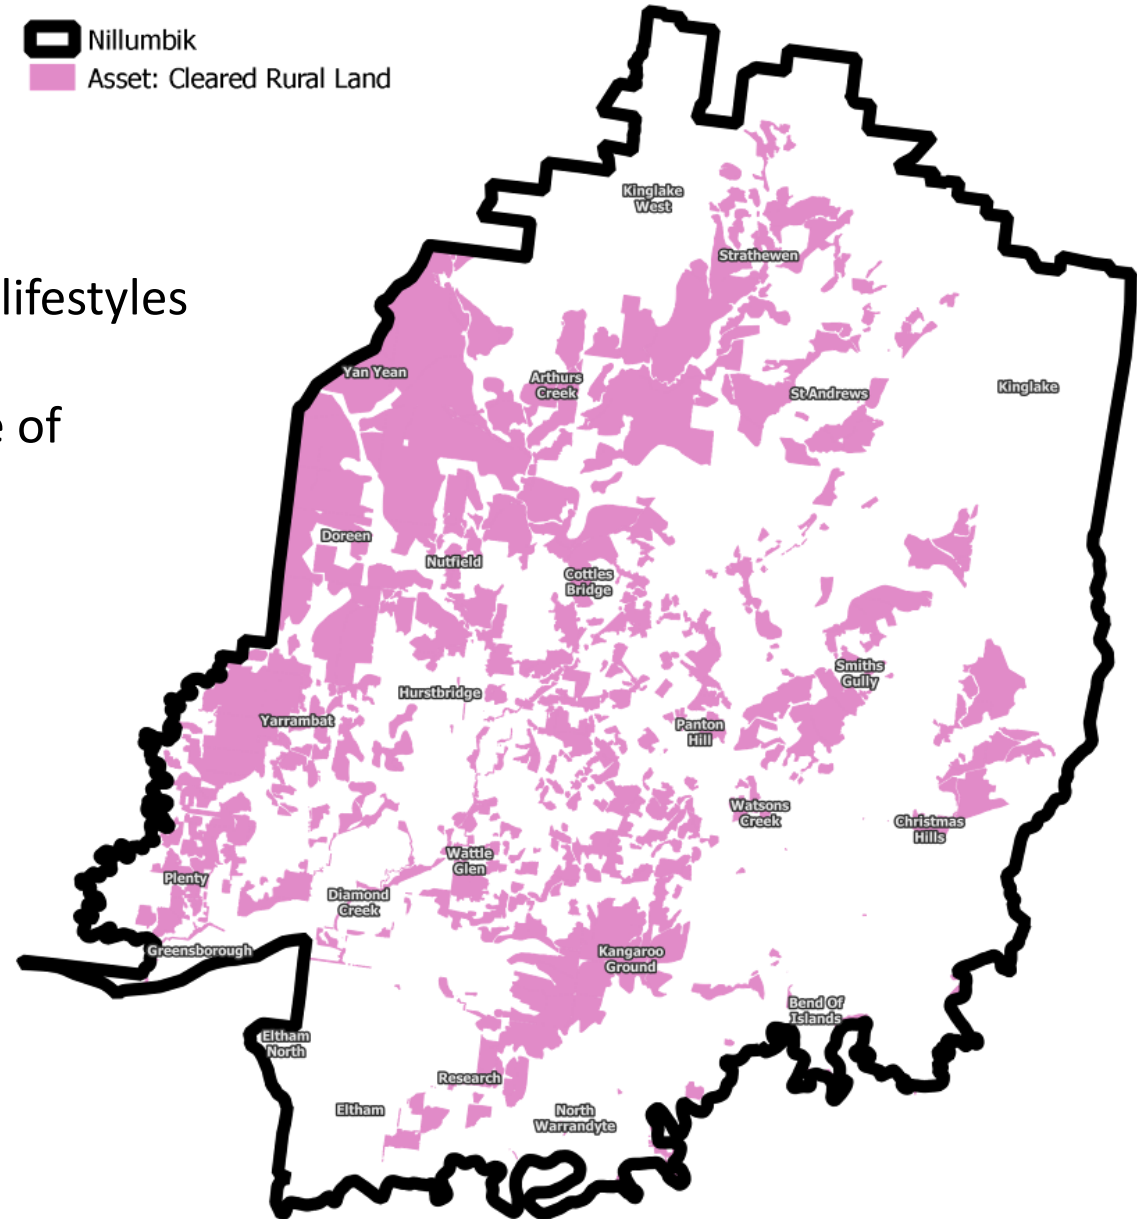 Nillumbik
Asset: Cleared Rural Land
Kinglake
West
Strathewen
lifestyles
Yan Yean
Arthurs
Creek
St Andrews
Kinglake
e of
Doreen
Nutfield
Cottles
Bridge
Smiths
Gully
Hurstbridge
Yarrambat
Panton
Hill
Watsons
Creek
Christmas
Hills
Wattle
Glen
Plenty
Diamond
Creek
Greensborough
Kangaroo
Ground
Bend Of
Islands
Eltham
North
Research
Eltham
North
Warrandyte